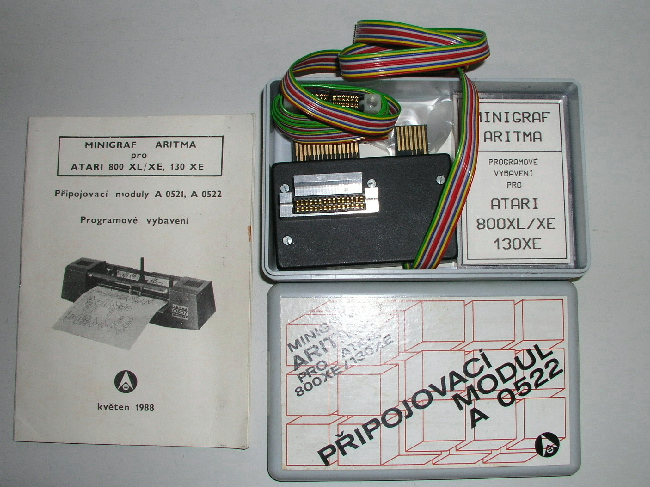 MINIGRAF ARITMA
pro
ATARI 800 XL/XE, 130 XE
Připojovací moduly A 0521, A 0522
Programové vybavení
květen 1988
MINIGRAF
ARITMA
PROGRAMOVÉ
VYBAVENÍ
PRO
ATARI
800XL/XE
130XE
MINIGRAF
ARITMA
PRO ATARI
800XE/130XE
PŘIPOJOVACÍ
MODUL
A 0522